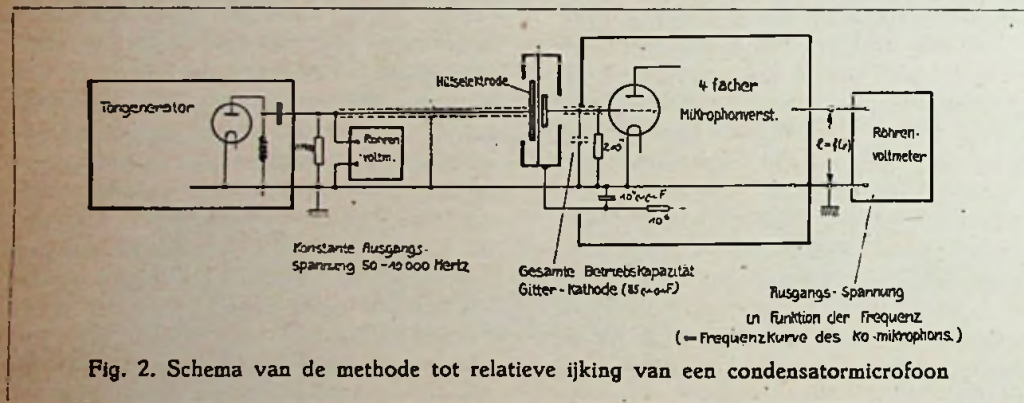 Tongenerator
Röhren
voltm.
Hilfselektrode
4 facher
Mikrophonverst.
Röhren-
voltmeter
Konstante Ausgangs-
spannung 50-10 000 Hertz
Gesamte Betriebskapazität
Gitter-Kathode
Ausgangs-Spannung
in Funktion der Frequenz
(= Frequenzkurve des Ko-mikrophons.)
Fig. 2. Schema van de methode tot relatieve ijking van een condensatormicrofoon